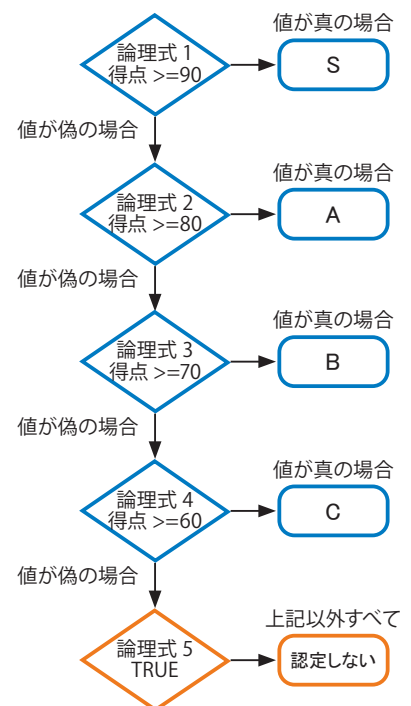 値が真の場合
論理式 1
得点 >=90
S
値が偽の場合
値が真の場合
論理式 2
得点 >=80
A
値が偽の場合
値が真の場合
論理式 3
得点 >=70
B
値が偽の場合
値が真の場合
論理式 4
得点 >=60
C
値が偽の場合
上記以外すべて
論理式 5
TRUE
認定しない